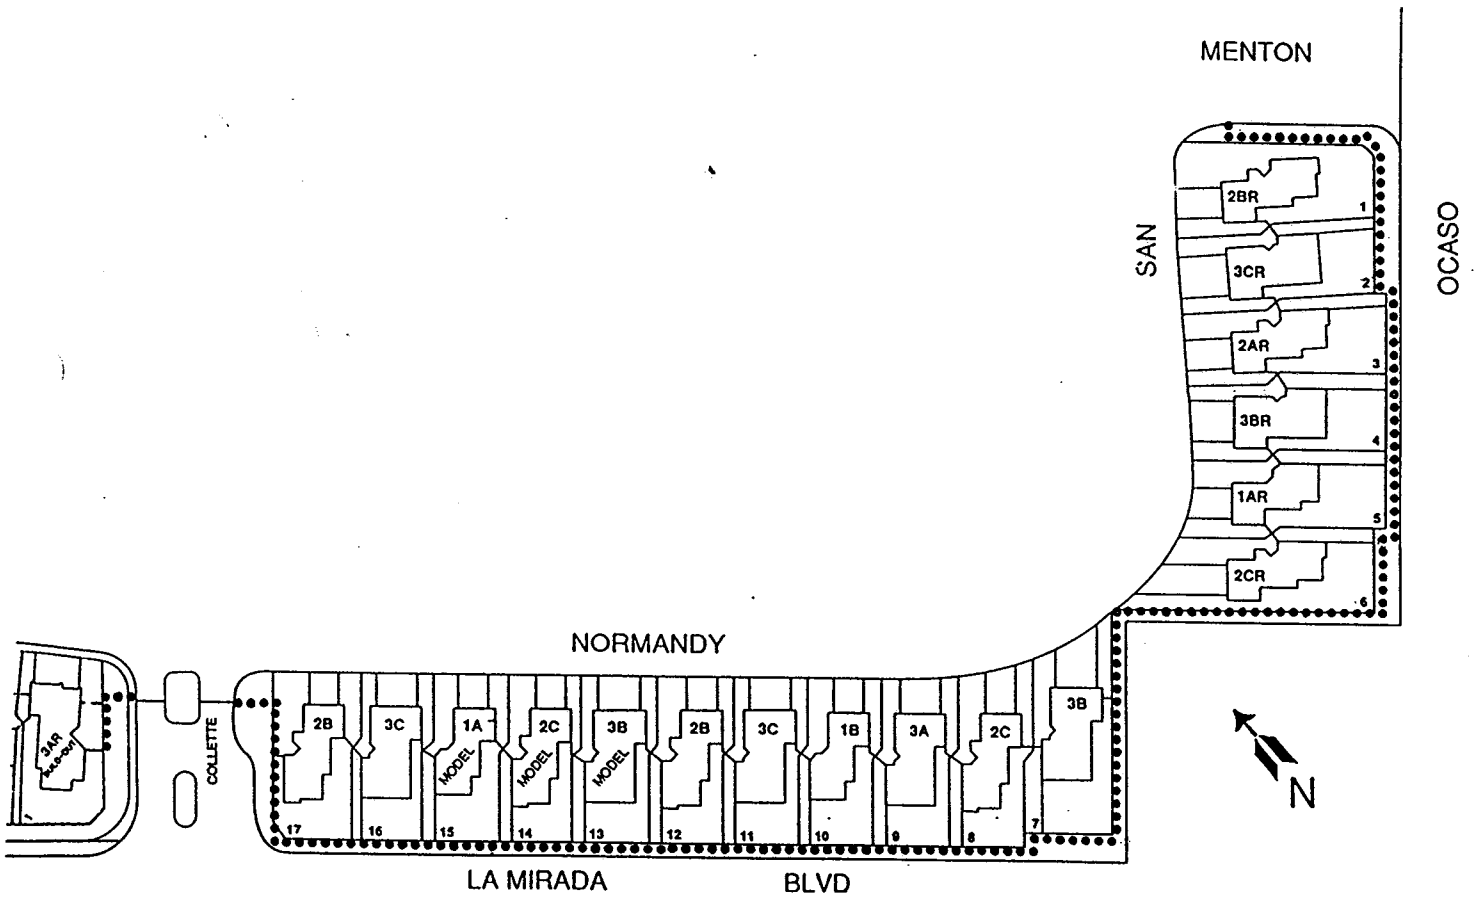 MENTON
SAN
OCASO
2BR
1
3CR
2
2AR
3
3BR
4
1AR
5
2CR
6
NORMANDY
COLLETTE
3AR
2B
3C
1A
MODEL
2C
MODEL
3B
MODEL
2B
3C
1B
3A
2C
3B
17
16
15
14
13
12
11
10
9
8
7
LA MIRADA BLVD
N